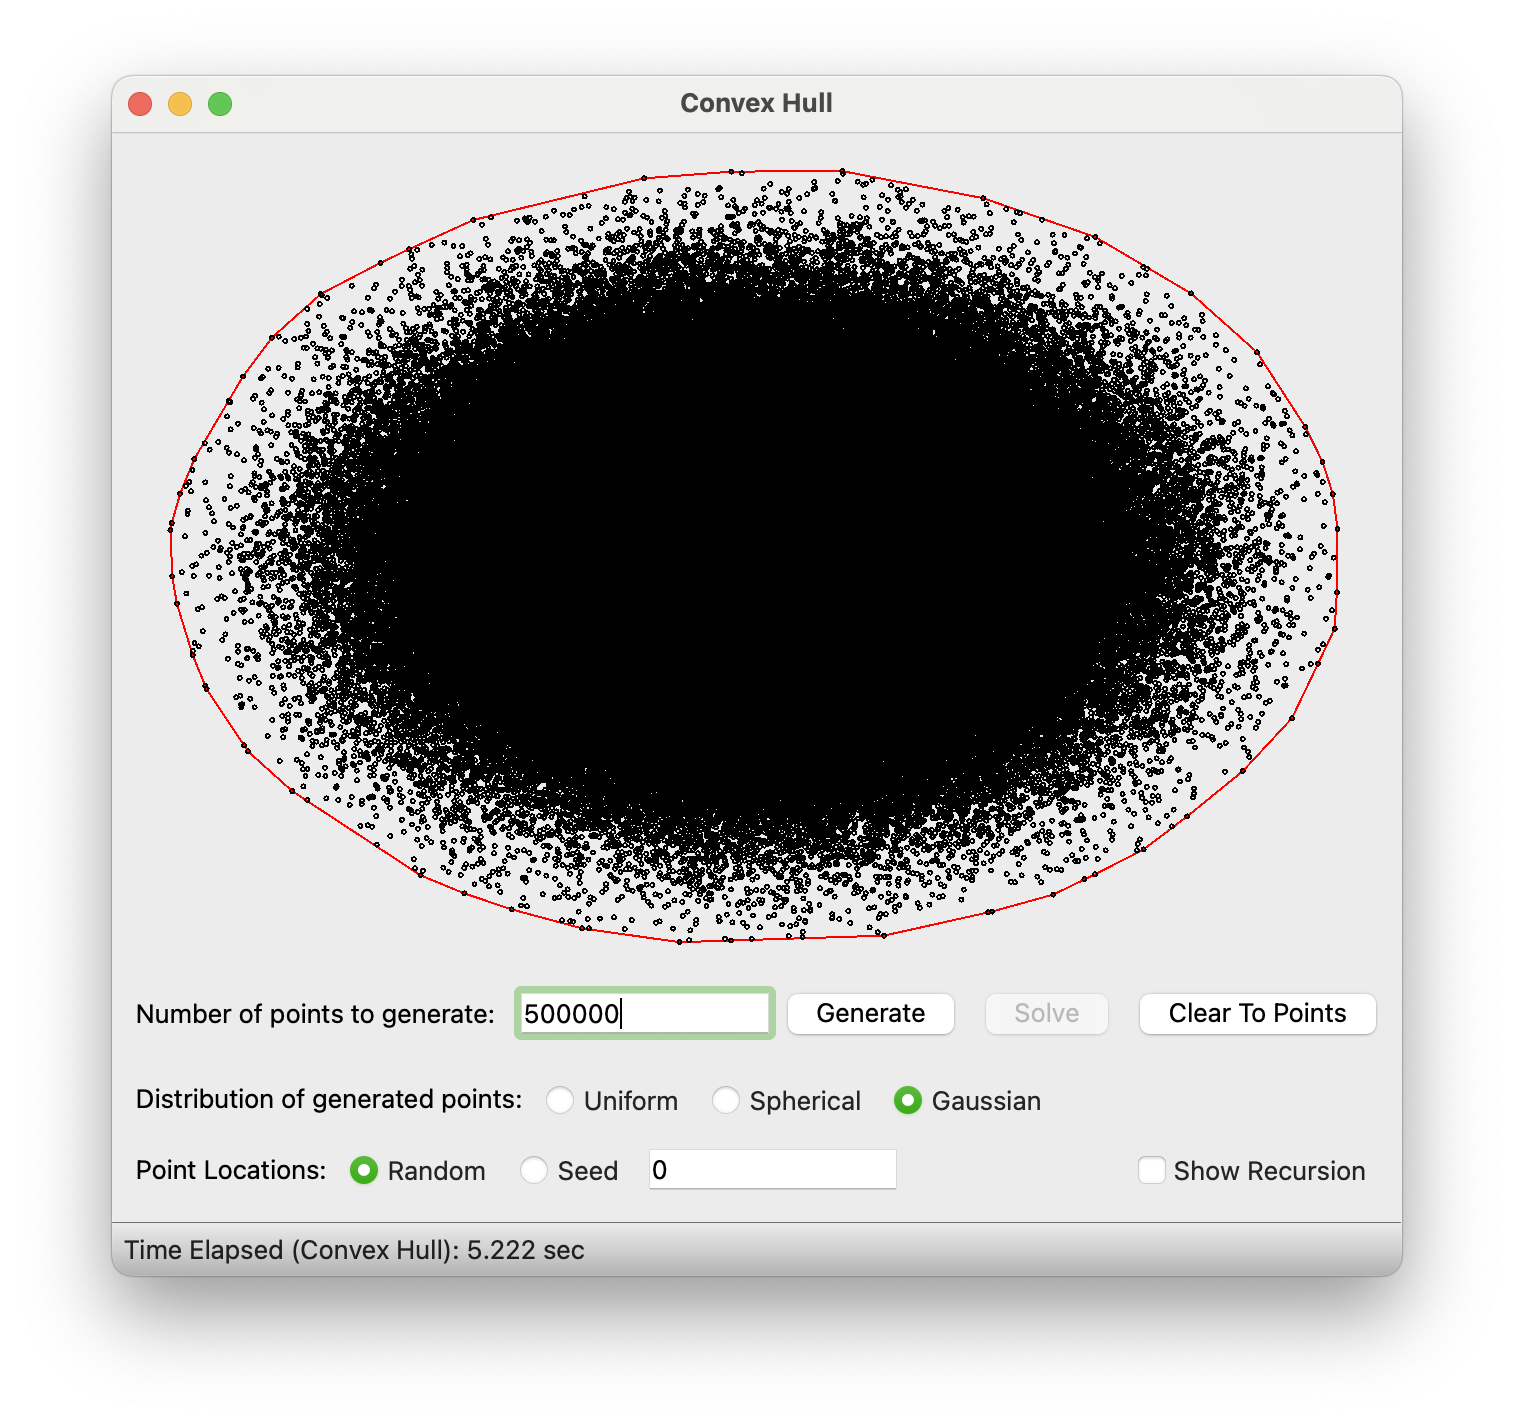 Convex Hull
Number of points to generate: 500000 Generate Solve Clear To Points
Distribution of generated points: Uniform Spherical Gaussian
Point Locations: Random Seed 0 Show Recursion
Time Elapsed (Convex Hull): 5.222 sec